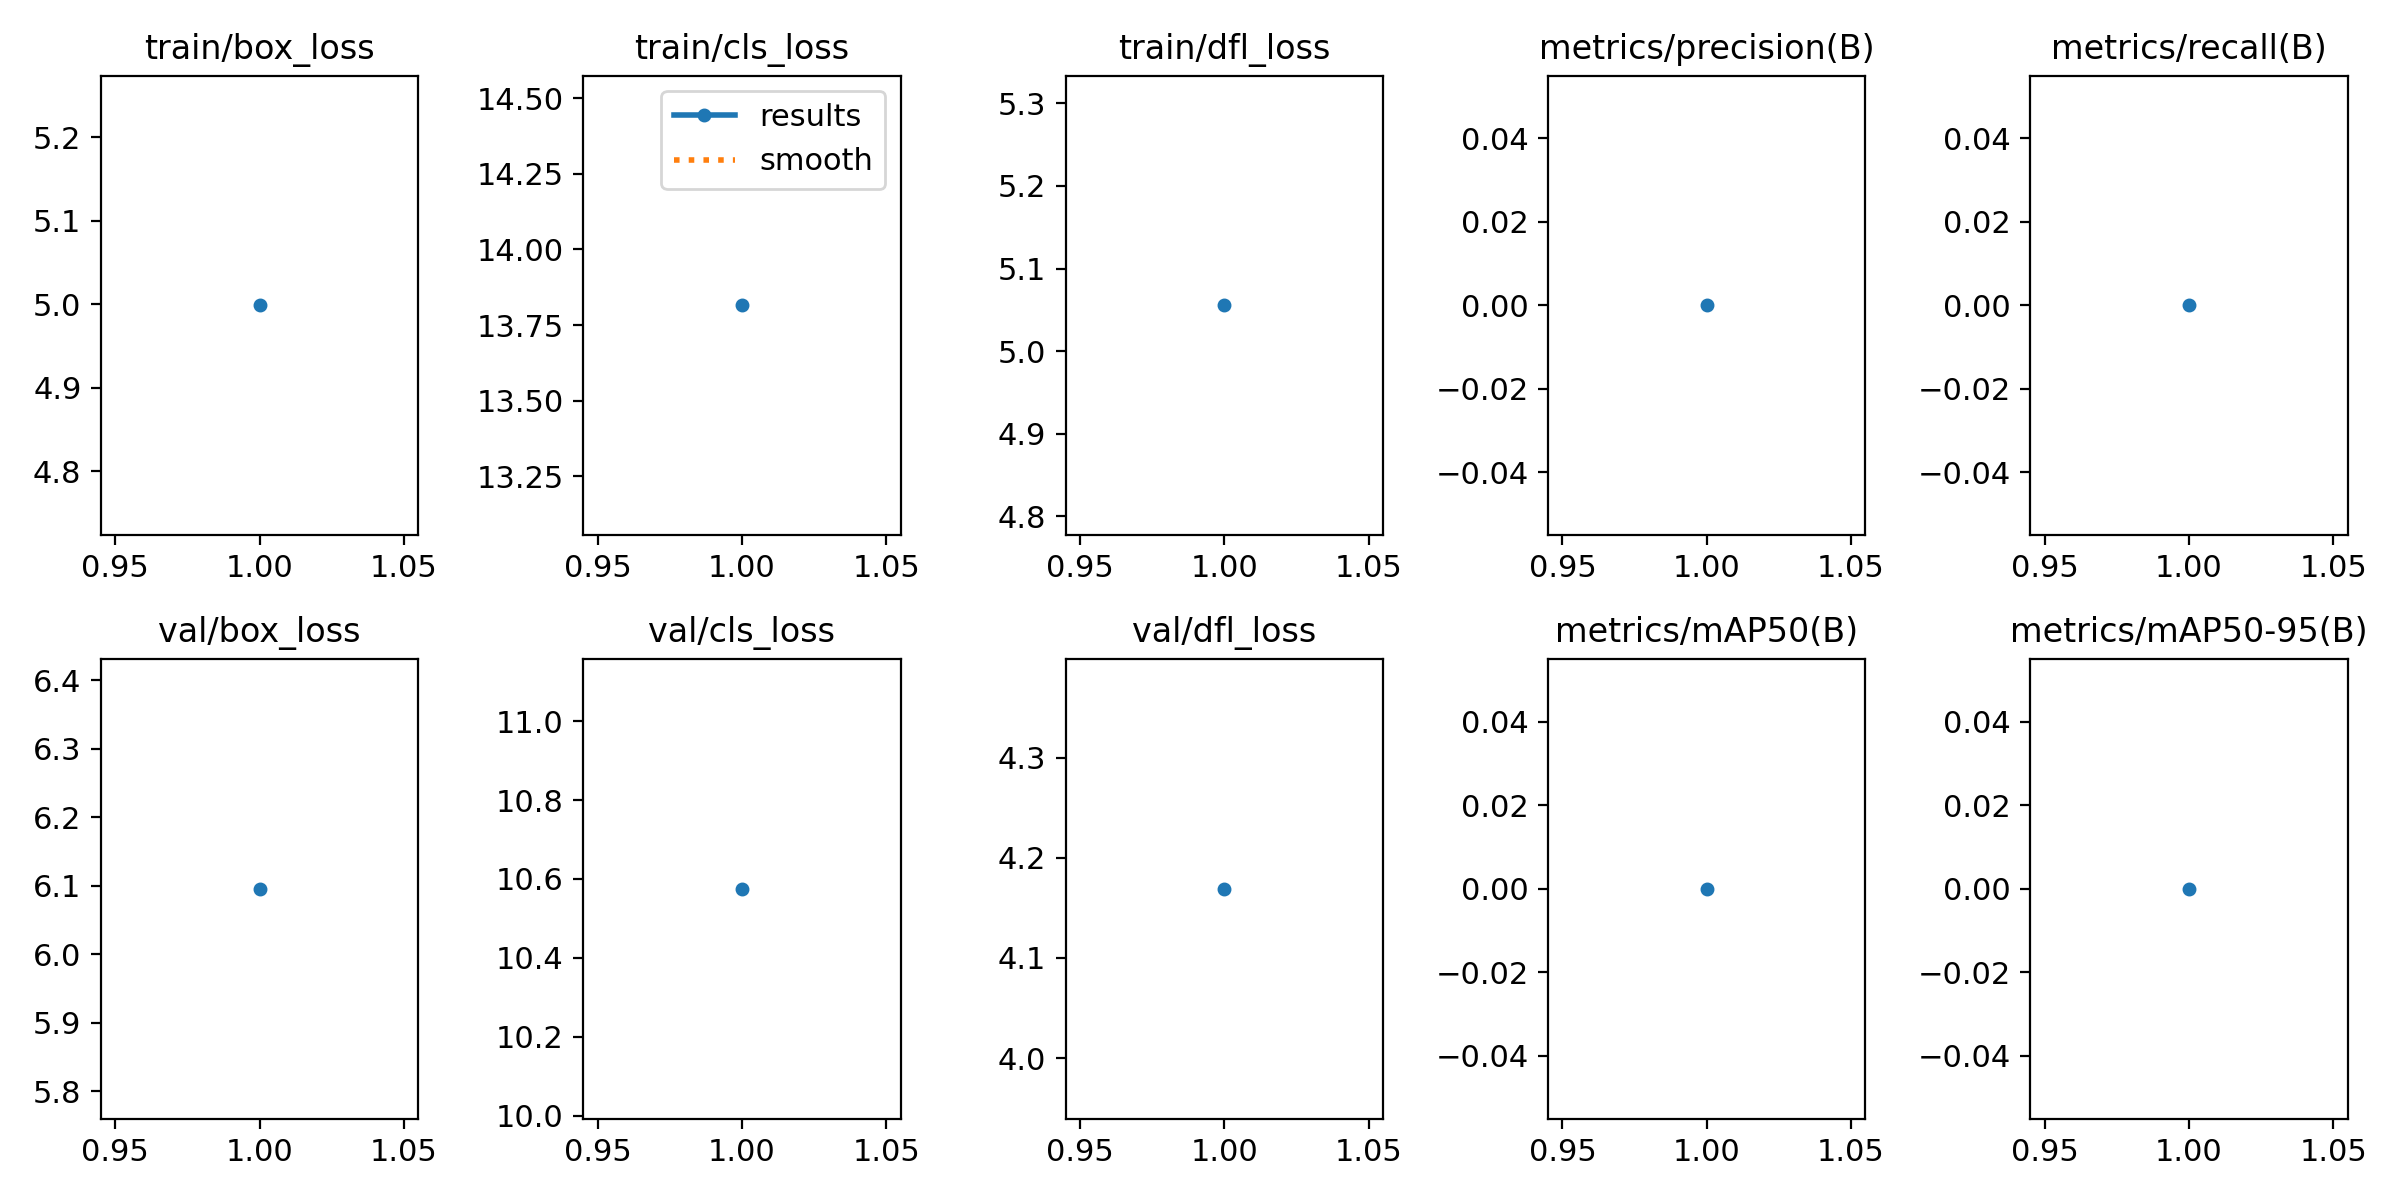 train/box_loss
5.2
5.1
5.0
4.9
4.8
0.95 1.00 1.05
train/cls_loss
results
smooth
14.50
14.25
14.00
13.75
13.50
13.25
0.95 1.00 1.05
train/dfl_loss
5.3
5.2
5.1
5.0
4.9
4.8
0.95 1.00 1.05
metrics/precision(B)
0.04
0.02
0.00
−0.02
−0.04
0.95 1.00 1.05
metrics/recall(B)
0.04
0.02
0.00
−0.02
−0.04
0.95 1.00 1.05
val/box_loss
6.4
6.3
6.2
6.1
6.0
5.9
5.8
0.95 1.00 1.05
val/cls_loss
11.0
10.8
10.6
10.4
10.2
10.0
0.95 1.00 1.05
val/dfl_loss
4.3
4.2
4.1
4.0
0.95 1.00 1.05
metrics/mAP50(B)
0.04
0.02
0.00
−0.02
−0.04
0.95 1.00 1.05
metrics/mAP50-95(B)
0.04
0.02
0.00
−0.02
−0.04
0.95 1.00 1.05